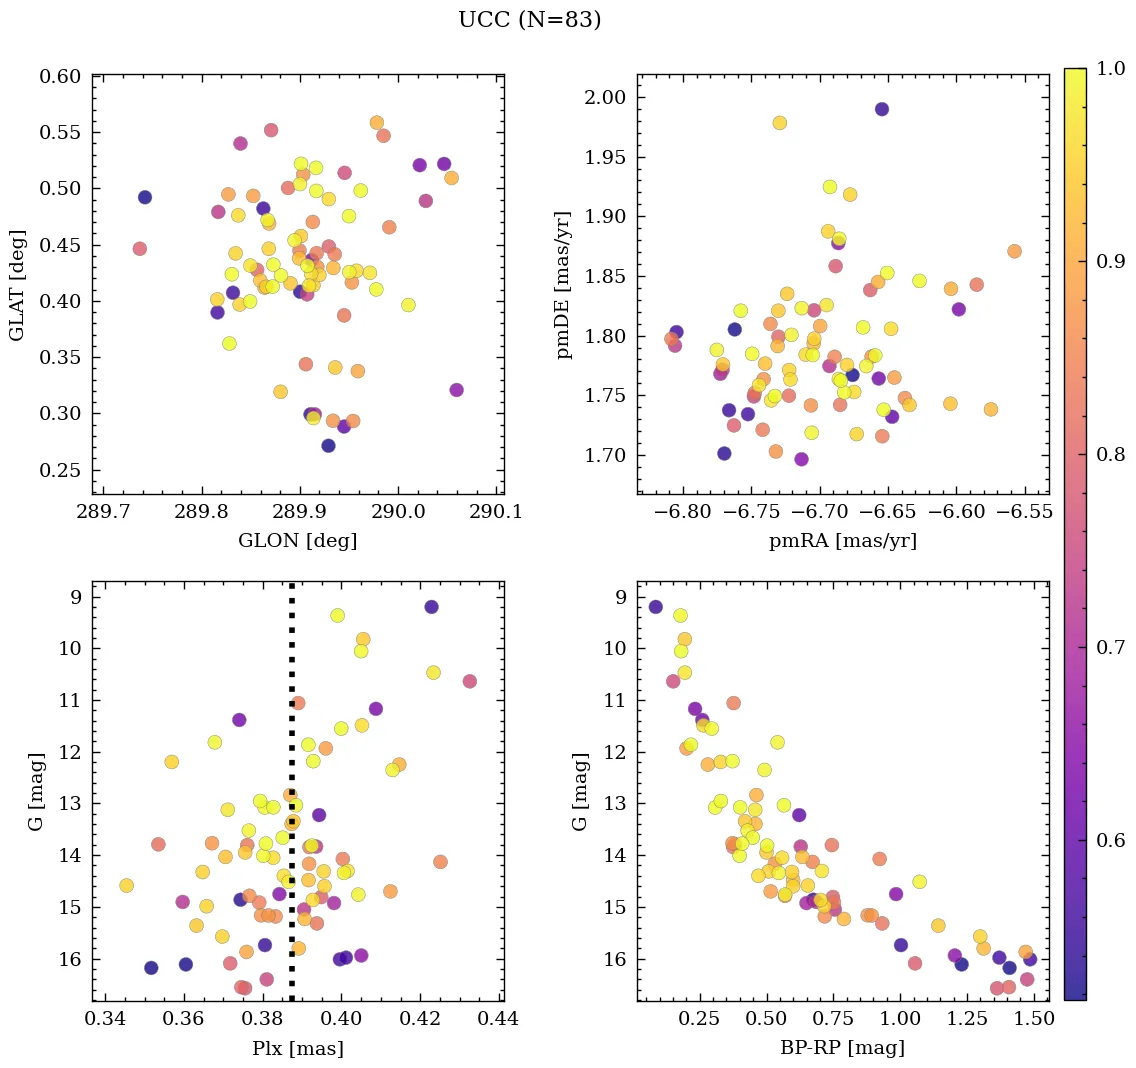 UCC (N=83)
0.60
0.55
0.50
0.45
0.40
0.35
0.30
0.25
GLAT [deg]
289.7 289.8 289.9 290.0 290.1
GLON [deg]
2.00
1.95
1.90
1.85
1.80
1.75
1.70
pmDE [mas/yr]
−6.80 −6.75 −6.70 −6.65 −6.60 −6.55
pmRA [mas/yr]
1.0
0.9
0.8
0.7
0.6
9
10
11
12
13
14
15
16
G [mag]
0.34 0.36 0.38 0.40 0.42 0.44
Plx [mas]
9
10
11
12
13
14
15
16
G [mag]
0.25 0.50 0.75 1.00 1.25 1.50
BP-RP [mag]